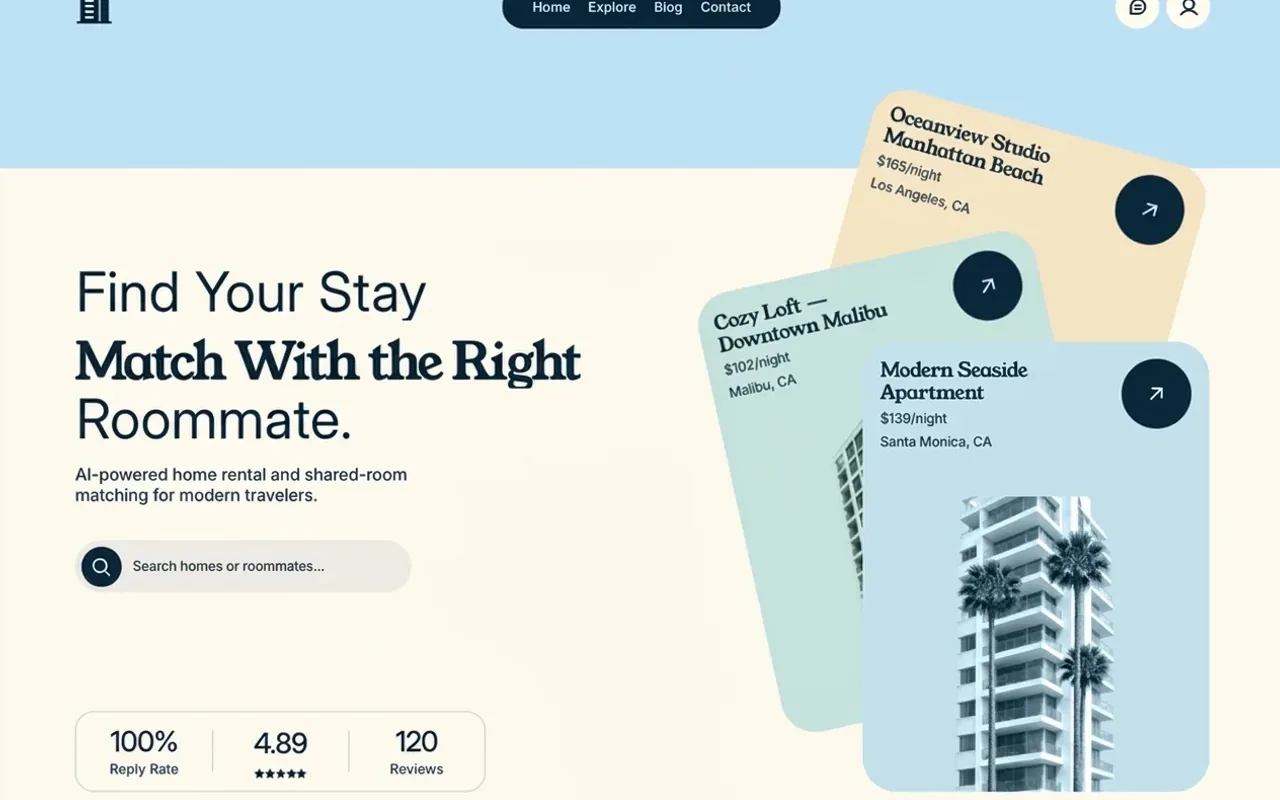 Home Explore Blog Contact
Oceanview Studio
Manhattan Beach
$165/night
Los Angeles, CA
Find Your Stay
Match With the Right
Roommate.
AI-powered home rental and shared-room
matching for modern travelers.
Search homes or roommates...
Cozy Loft —
Downtown Malibu
$102/night
Malibu, CA
Modern Seaside
Apartment
$139/night
Santa Monica, CA
100%
Reply Rate
4.89
★★★★★
120
Reviews